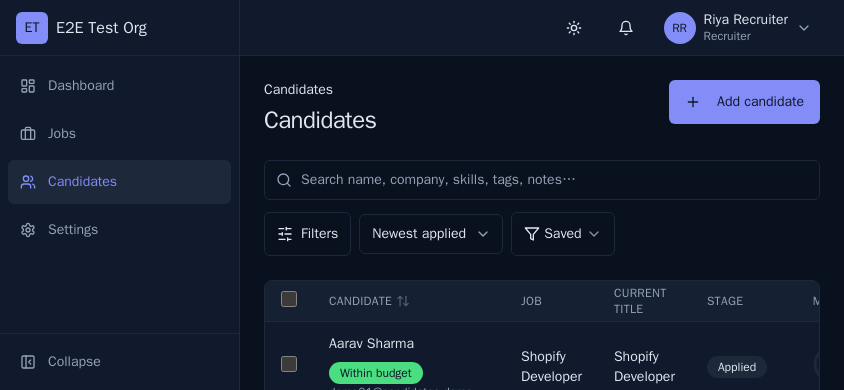 ET E2E Test Org
RR Riya Recruiter
Recruiter
Dashboard
Jobs
Candidates
Settings
Collapse
Candidates
Candidates
Add candidate
Search name, company, skills, tags, notes…
Filters Newest applied Saved
CANDIDATE JOB CURRENT TITLE STAGE
Aarav Sharma
Within budget
Shopify Developer
Shopify Developer
Applied